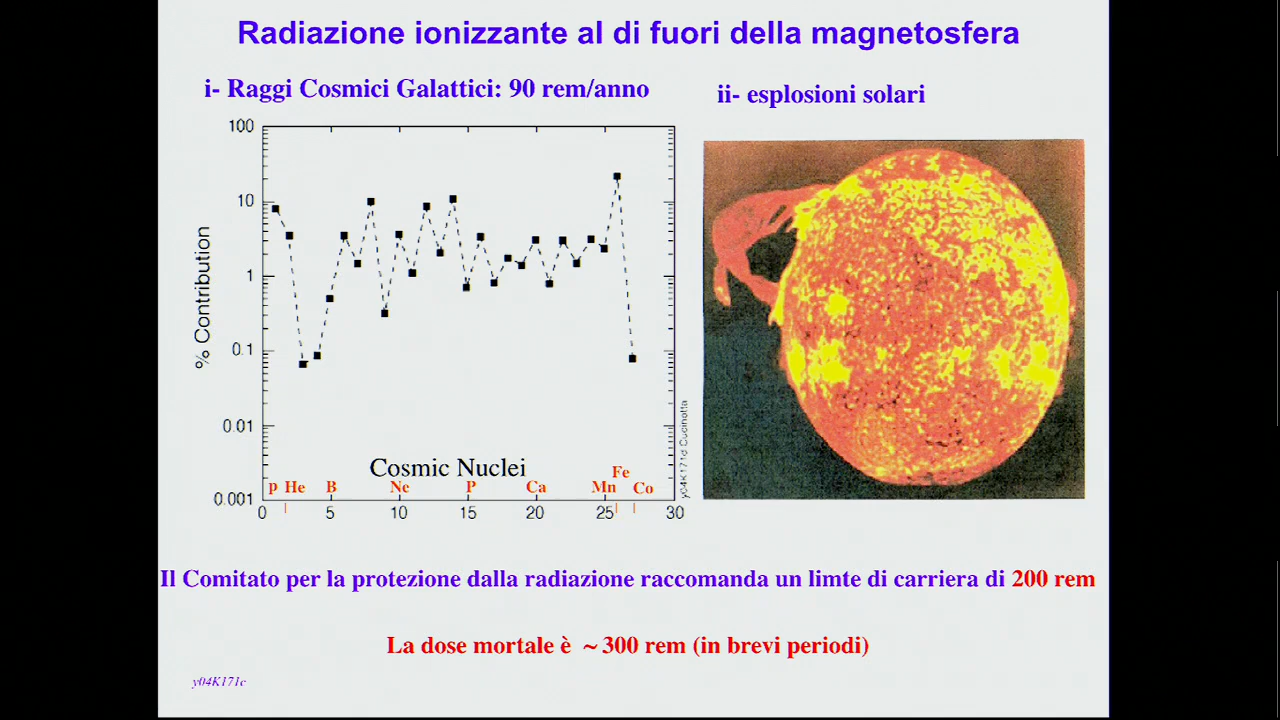 Radiazione ionizzante al di fuori della magnetosfera
i- Raggi Cosmici Galattici: 90 rem/anno
ii- esplosioni solari
100
10
1
0.1
0.01
0.001
% Contribution
Cosmic Nuclei
p He B Ne P Ca Mn Fe Co
0 5 10 15 20 25 30
y04K171d Cucinotta
Il Comitato per la protezione dalla radiazione raccomanda un limte di carriera di 200 rem
La dose mortale è ~ 300 rem (in brevi periodi)
y04K171c